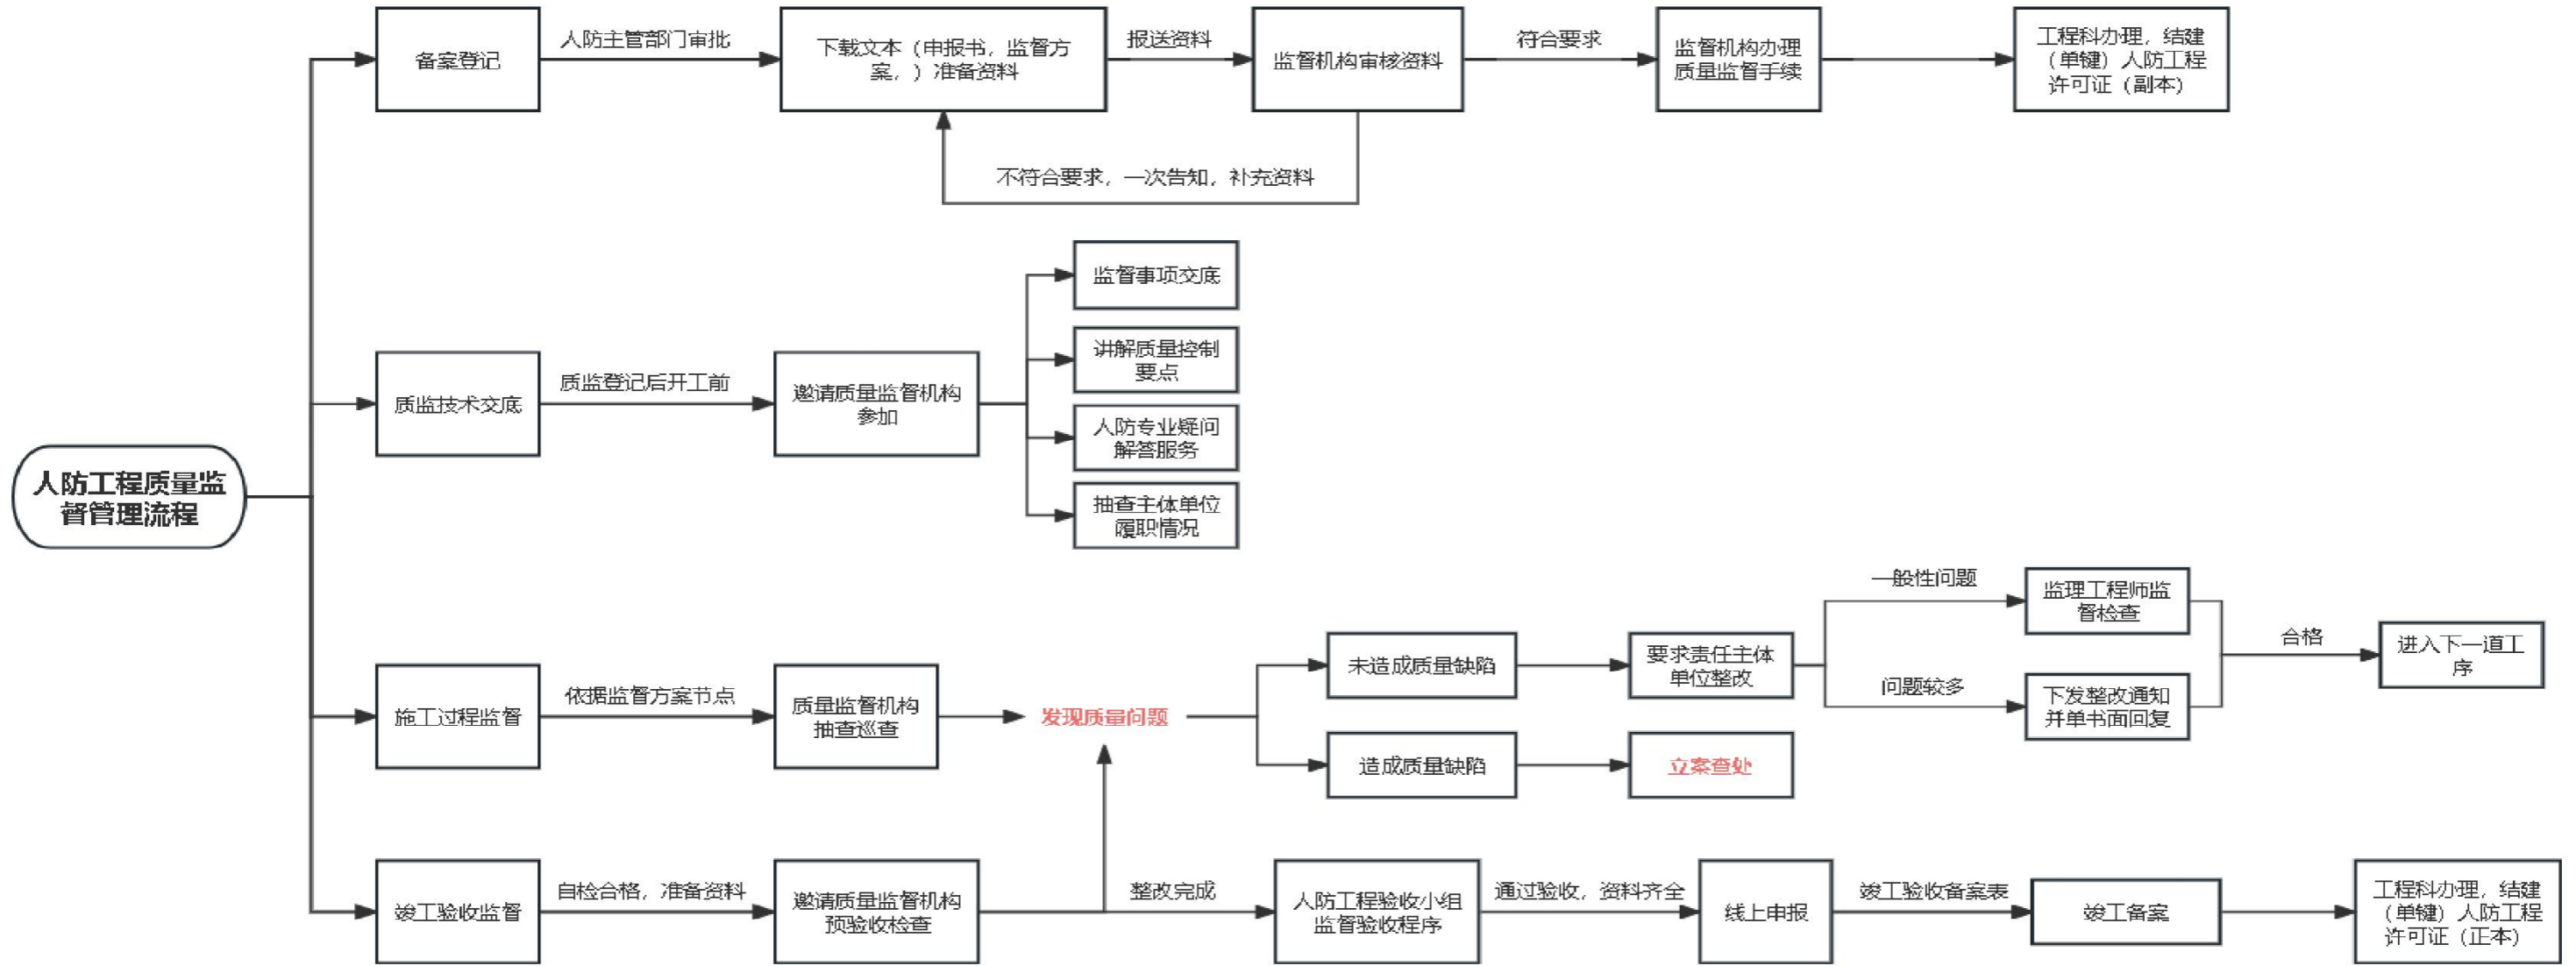 备案登记
人防主管部门审批
下载文本（申报书，监督方
案，）准备资料
报送资料
监督机构审核资料
符合要求
监督机构办理
质量监督手续
工程科办理，结建
（单键）人防工程
许可证（副本）
不符合要求，一次告知，补充资料
人防工程质量监
督管理流程
质监技术交底
质监登记后开工前
邀请质量监督机构
参加
监督事项交底
讲解质量控制
要点
人防专业疑问
解答服务
抽查主体单位
履职情况
施工过程监督
依据监督方案节点
质量监督机构
抽查巡查
发现质量问题
未造成质量缺陷
要求责任主体
单位整改
一般性问题
监理工程师监
督检查
问题较多
下发整改通知
并单书面回复
合格
进入下一道工
序
造成质量缺陷
立案查处
竣工验收监督
自检合格，准备资料
邀请质量监督机构
预验收检查
整改完成
人防工程验收小组
监督验收程序
通过验收，资料齐全
线上申报
竣工验收备案表
竣工备案
工程科办理，结建
（单键）人防工程
许可证（正本）